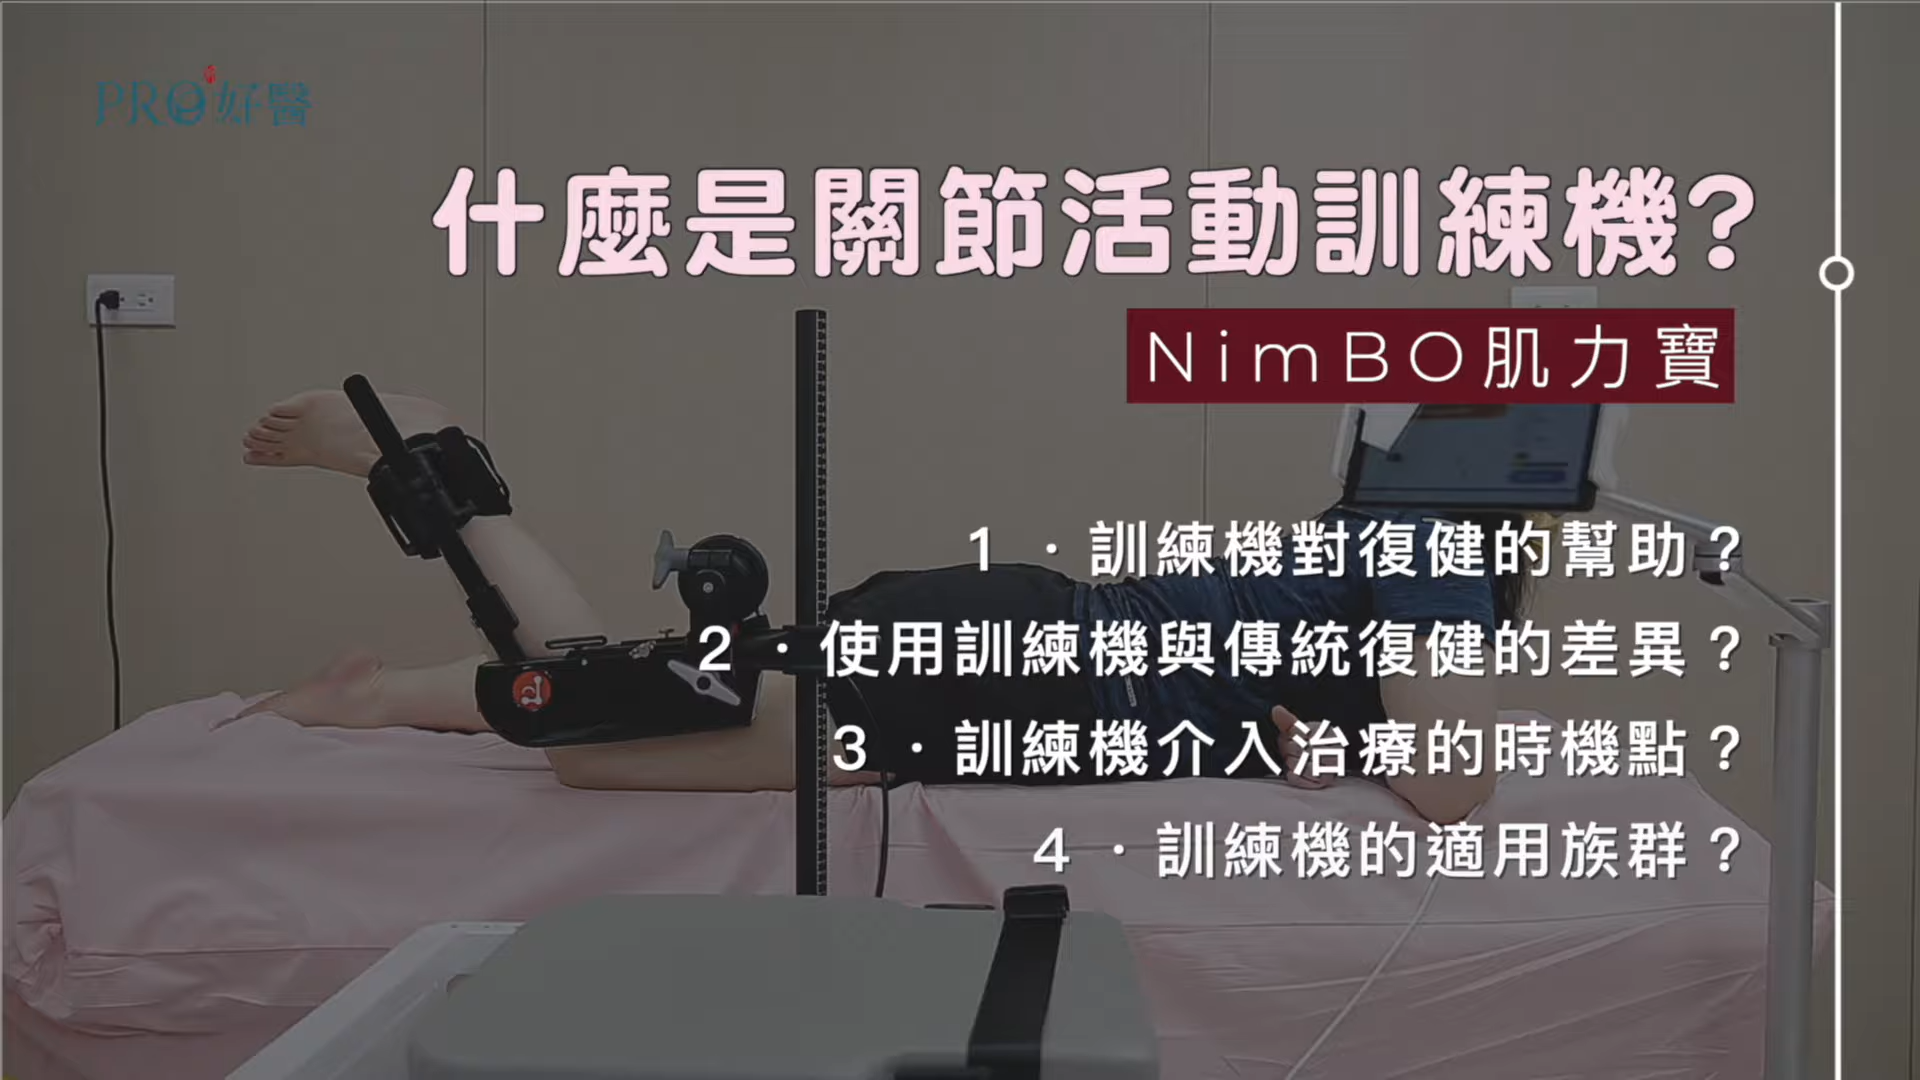 PRO好醫
什麼是關節活動訓練機?
NimBO肌力寶
1．訓練機對復健的幫助？
2．使用訓練機與傳統復健的差異？
3．訓練機介入治療的時機點？
4．訓練機的適用族群？